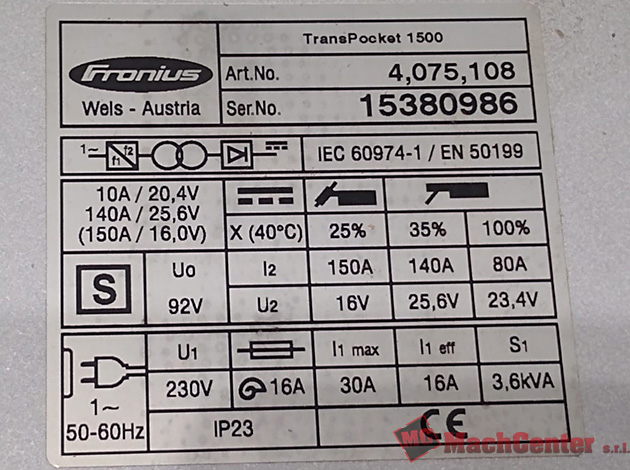 TransPocket 1500
Fronius
Wels - Austria
Art.No. 4,075,108
Ser.No. 15380986
1~ f1 f2 IEC 60974-1 / EN 50199
10A / 20,4V
140A / 25,6V
(150A / 16,0V)
X (40°C) 25% 35% 100%
S
Uo
92V
I2 150A 140A 80A
U2 16V 25,6V 23,4V
1~
50-60Hz
U1 I1 max I1 eff S1
230V 16A 30A 16A 3,6kVA
IP23 CE
MC MachCenter s.r.l.